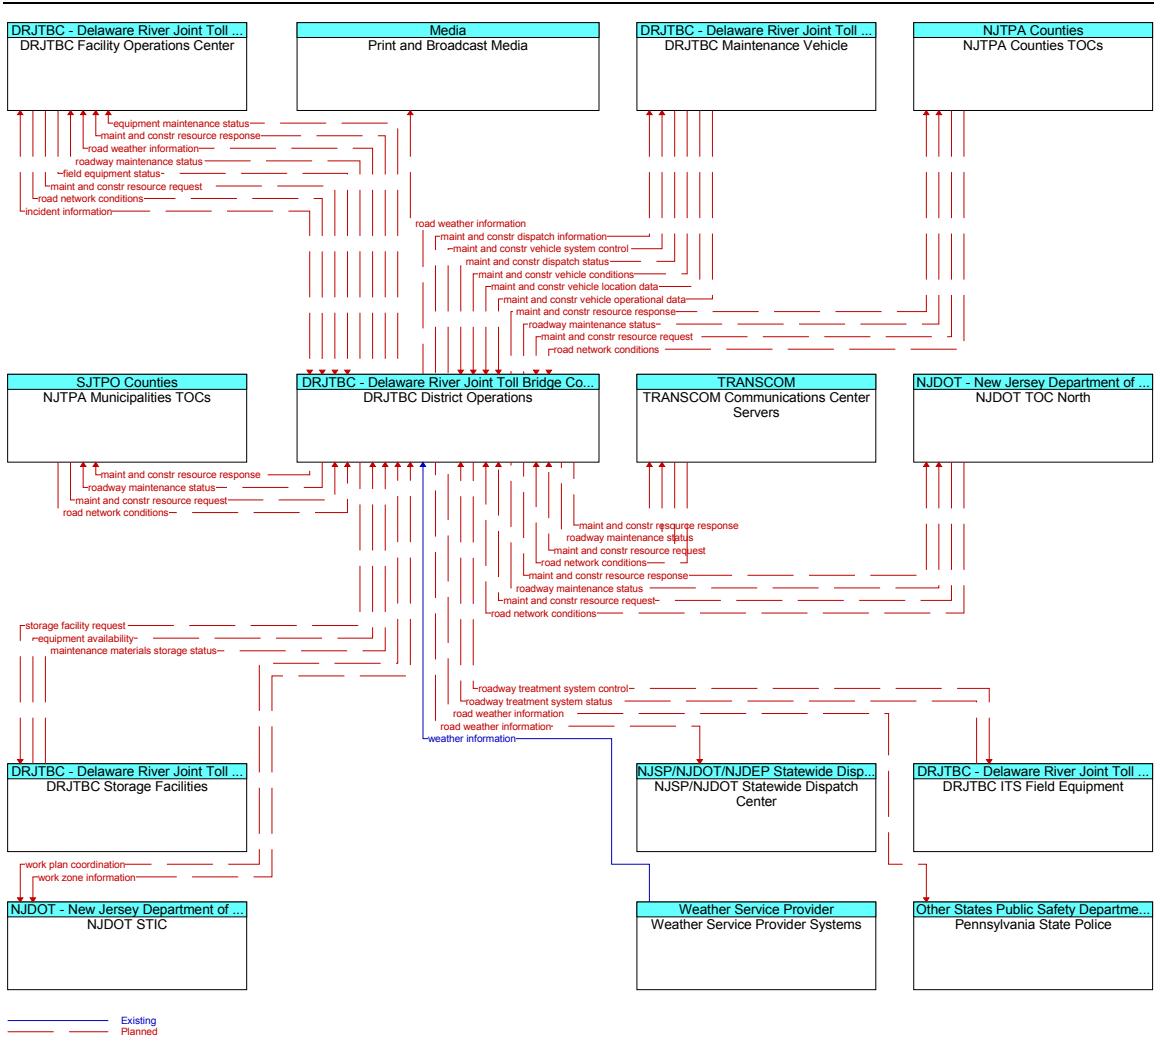 DRJTBC - Delaware River Joint Toll ...
DRJTBC Facility Operations Center
Media
Print and Broadcast Media
DRJTBC - Delaware River Joint Toll ...
DRJTBC Maintenance Vehicle
NJTPA Counties
NJTPA Counties TOCs
equipment maintenance status
maint and constr resource response
road weather information
roadway maintenance status
field equipment status
maint and constr resource request
road network conditions
incident information
road weather information
maint and constr dispatch information
maint and constr vehicle system control
maint and constr dispatch status
maint and constr vehicle conditions
maint and constr vehicle location data
maint and constr vehicle operational data
maint and constr resource response
roadway maintenance status
maint and constr resource request
road network conditions
SJTPO Counties
NJTPA Municipalities TOCs
DRJTBC - Delaware River Joint Toll Bridge Co...
DRJTBC District Operations
TRANSCOM
TRANSCOM Communications Center
Servers
NJDOT - New Jersey Department of ...
NJDOT TOC North
maint and constr resource response
roadway maintenance status
maint and constr resource request
road network conditions
maint and constr resource response
roadway maintenance status
maint and constr resource request
road network conditions
maint and constr resource response
roadway maintenance status
maint and constr resource request
road network conditions
storage facility request
equipment availability
maintenance materials storage status
roadway treatment system control
roadway treatment system status
road weather information
road weather information
weather information
DRJTBC - Delaware River Joint Toll ...
DRJTBC Storage Facilities
NJSP/NJDOT/NJDEP Statewide Disp...
NJSP/NJDOT Statewide Dispatch
Center
DRJTBC - Delaware River Joint Toll ...
DRJTBC ITS Field Equipment
work plan coordination
work zone information
NJDOT - New Jersey Department of ...
NJDOT STIC
Weather Service Provider
Weather Service Provider Systems
Other States Public Safety Departme...
Pennsylvania State Police
Existing
Planned